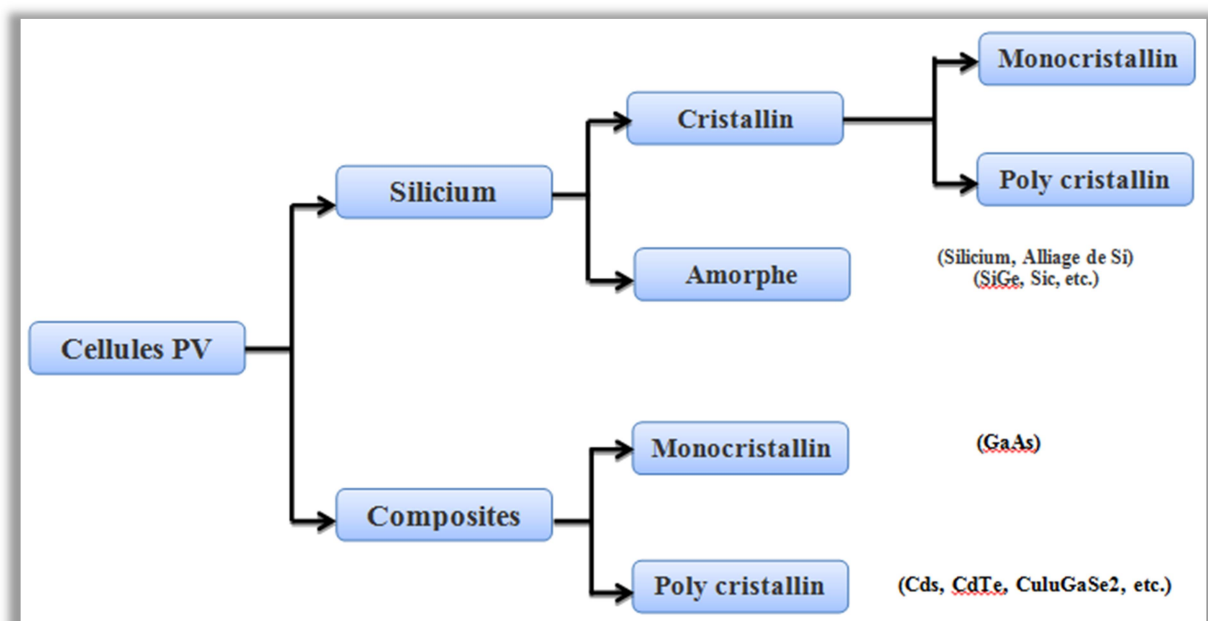 Monocristallin
Cristallin
Poly cristallin
Silicium
(Silicium, Alliage de Si)
Amorphe
(SiGe, Sic, etc.)
Cellules PV
Monocristallin
(GaAs)
Composites
Poly cristallin
(Cds, CdTe, CuluGaSe2, etc.)